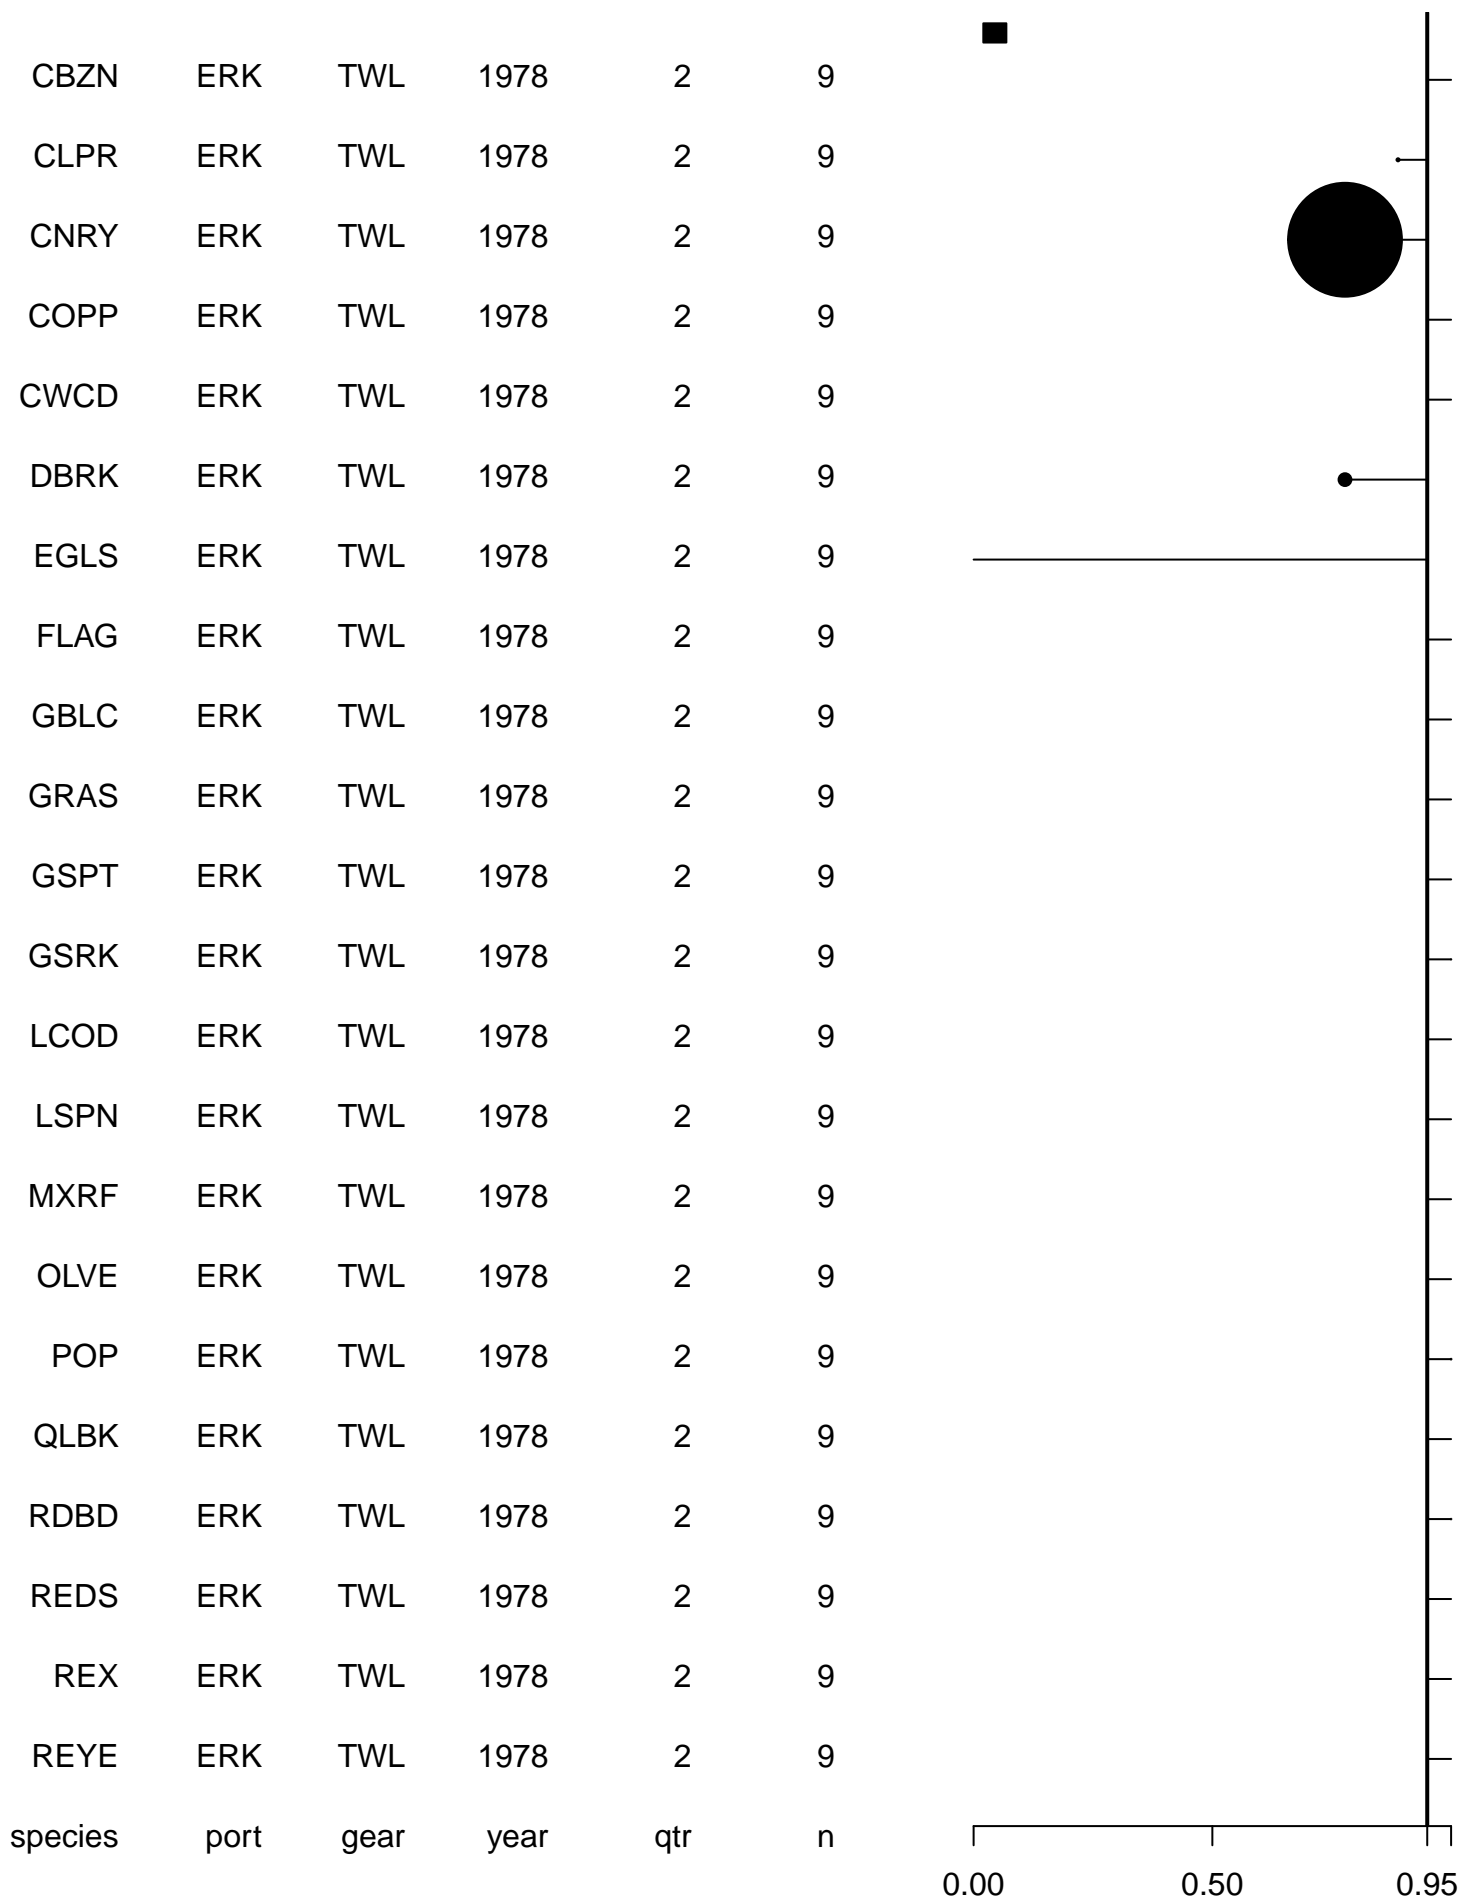 CBZN ERK TWL 1978 2 9
CLPR ERK TWL 1978 2 9
CNRY ERK TWL 1978 2 9
COPP ERK TWL 1978 2 9
CWCD ERK TWL 1978 2 9
DBRK ERK TWL 1978 2 9
EGLS ERK TWL 1978 2 9
FLAG ERK TWL 1978 2 9
GBLC ERK TWL 1978 2 9
GRAS ERK TWL 1978 2 9
GSPT ERK TWL 1978 2 9
GSRK ERK TWL 1978 2 9
LCOD ERK TWL 1978 2 9
LSPN ERK TWL 1978 2 9
MXRF ERK TWL 1978 2 9
OLVE ERK TWL 1978 2 9
POP ERK TWL 1978 2 9
QLBK ERK TWL 1978 2 9
RDBD ERK TWL 1978 2 9
REDS ERK TWL 1978 2 9
REX ERK TWL 1978 2 9
REYE ERK TWL 1978 2 9
species port gear year qtr n
0.00 0.50 0.95